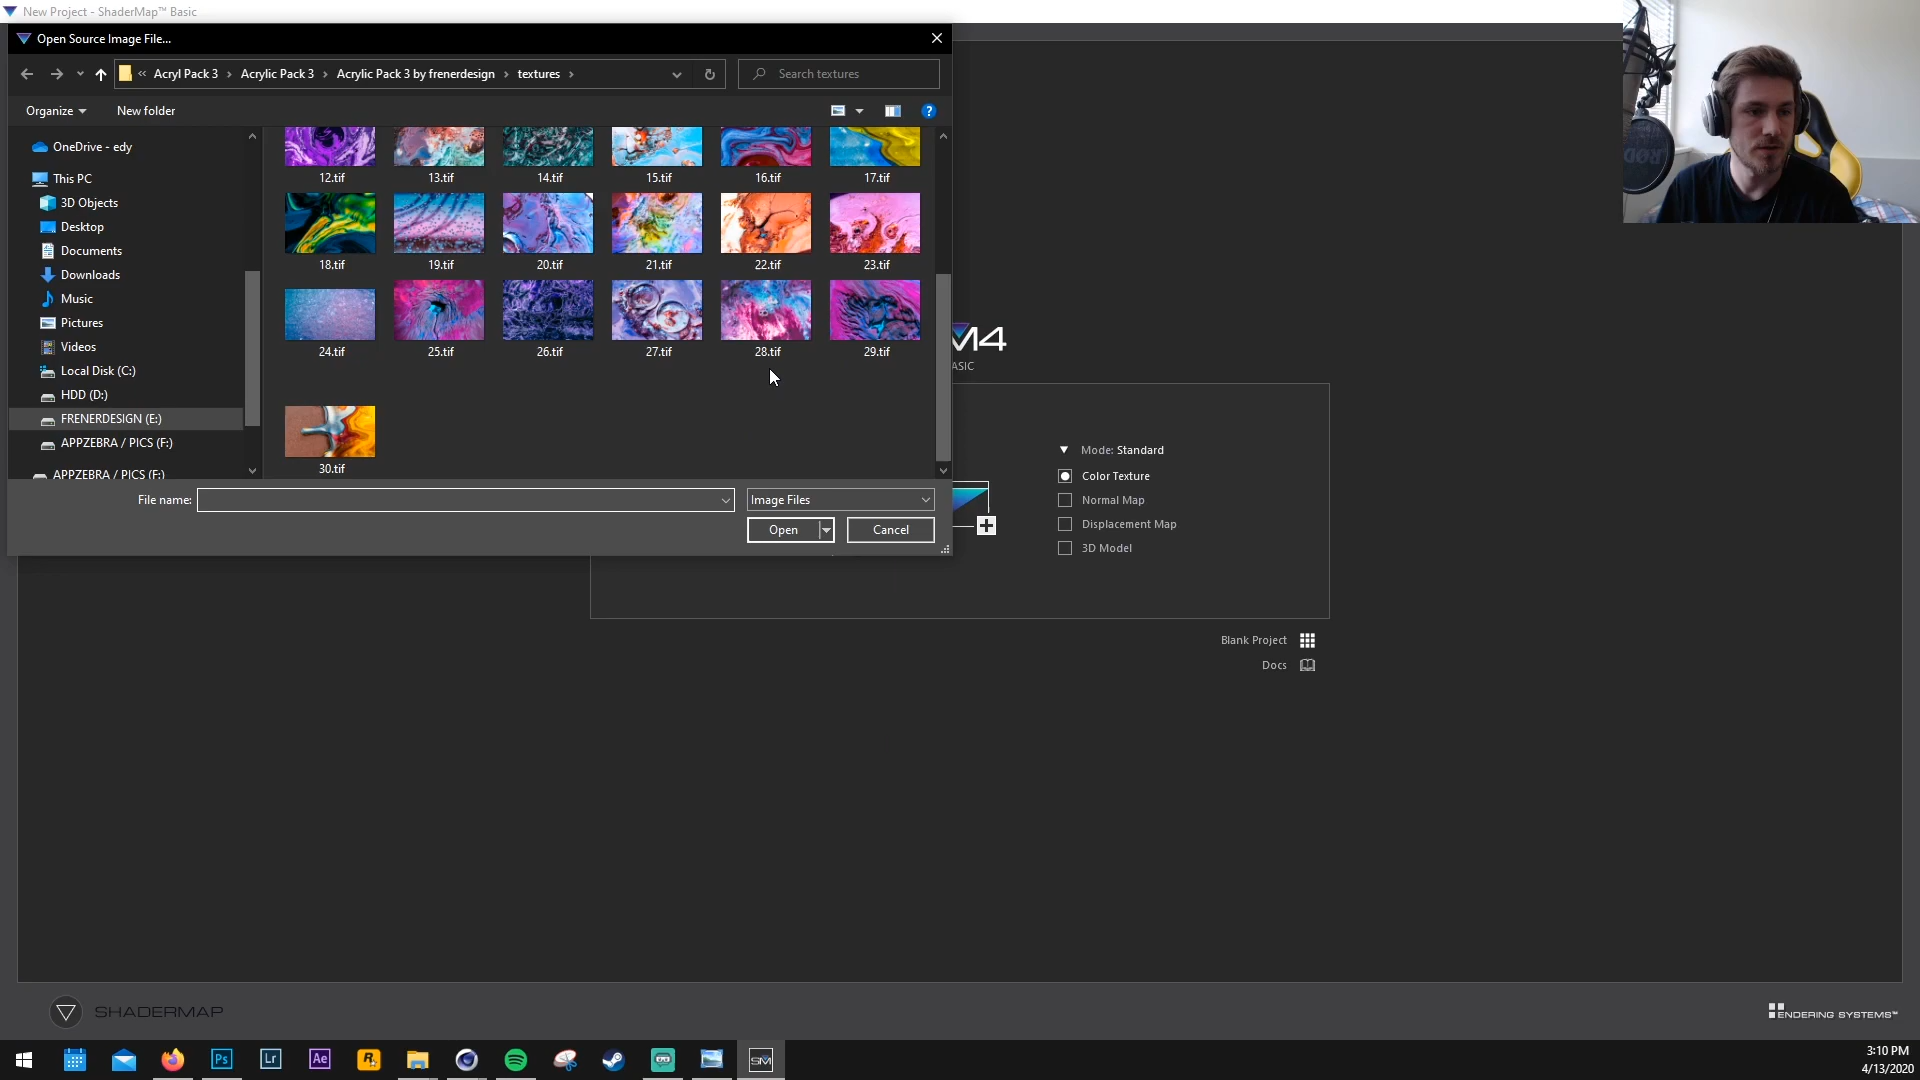 New Project - ShaderMap™ Basic
Open Source Image File...
« Acryl Pack 3 › Acrylic Pack 3 › Acrylic Pack 3 by frenerdesign › textures ›
Search textures
Organize
New folder
OneDrive - edy
This PC
3D Objects
Desktop
Documents
Downloads
Music
Pictures
Videos
Local Disk (C:)
HDD (D:)
FRENERDESIGN (E:)
APPZEBRA / PICS (F:)
APPZEBRA / PICS (F:)
12.tif
13.tif
14.tif
15.tif
16.tif
17.tif
18.tif
19.tif
20.tif
21.tif
22.tif
23.tif
24.tif
25.tif
26.tif
27.tif
28.tif
29.tif
30.tif
File name:
Image Files
Open
Cancel
M4
ASIC
Mode: Standard
Color Texture
Normal Map
Displacement Map
3D Model
Blank Project
Docs
RØDE
SHADERMAP
RENDERING SYSTEMS™
Ps
Lr
Ae
R
SM
3:10 PM
4/13/2020